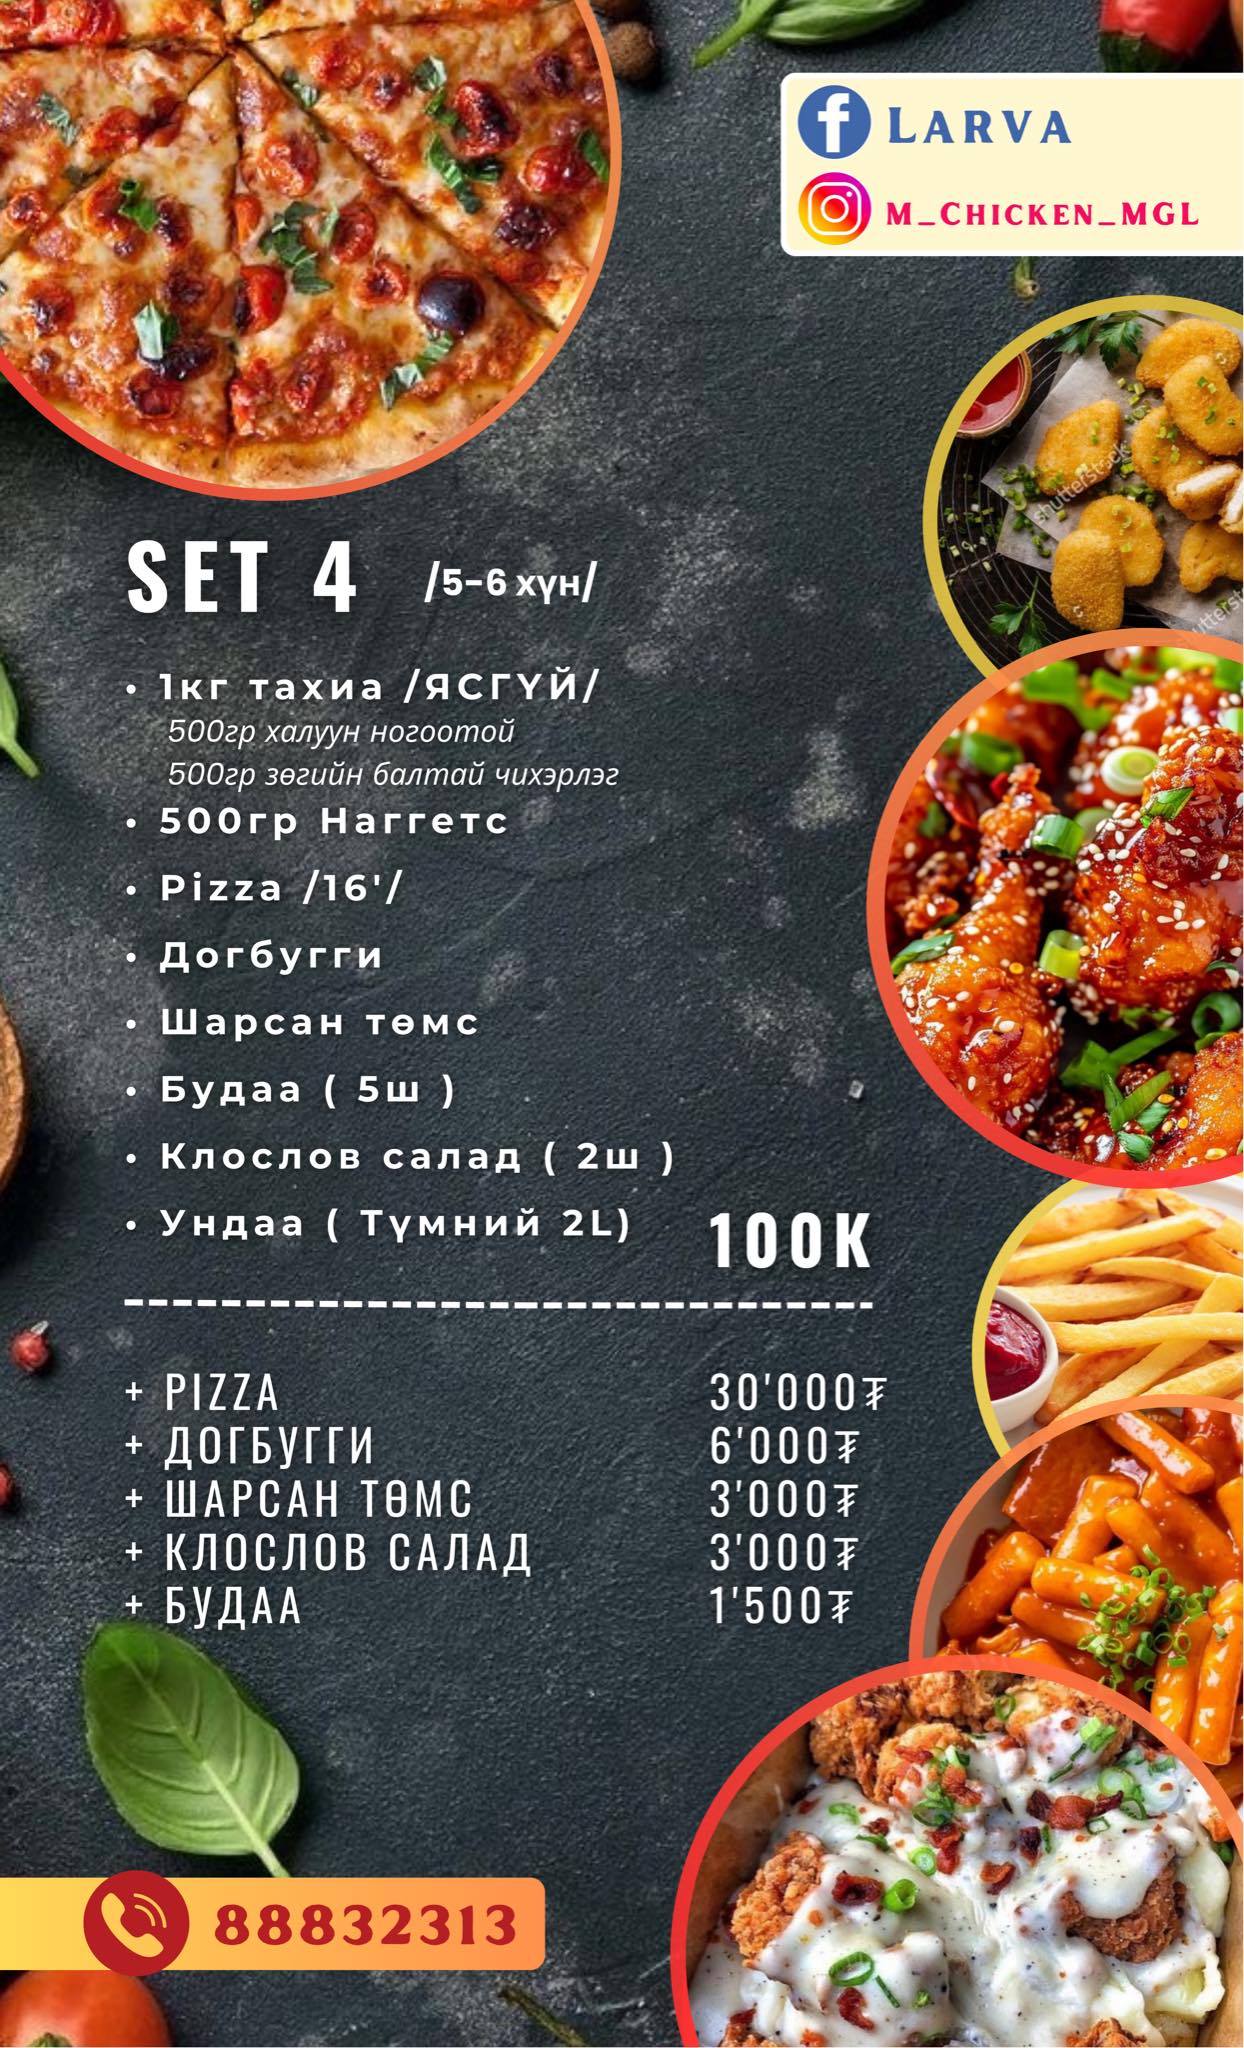 LARVA
M_CHICKEN_MGL
SET 4 /5-6 хүн/
• 1кг тахиа /ЯСГҮЙ/
500гр халуун ногоотой
500гр зөгийн балтай чихэрлэг
• 500гр Наггетс
• Pizza /16'/
• Догбугги
• Шарсан төмс
• Будаа ( 5ш )
• Клослов салад ( 2ш )
• Ундаа ( Түмний 2L)
100K
+ PIZZA 30'000₮
+ ДОГБУГГИ 6'000₮
+ ШАРСАН ТӨМС 3'000₮
+ КЛОСЛОВ САЛАД 3'000₮
+ БУДАА 1'500₮
88832313
shutterstock